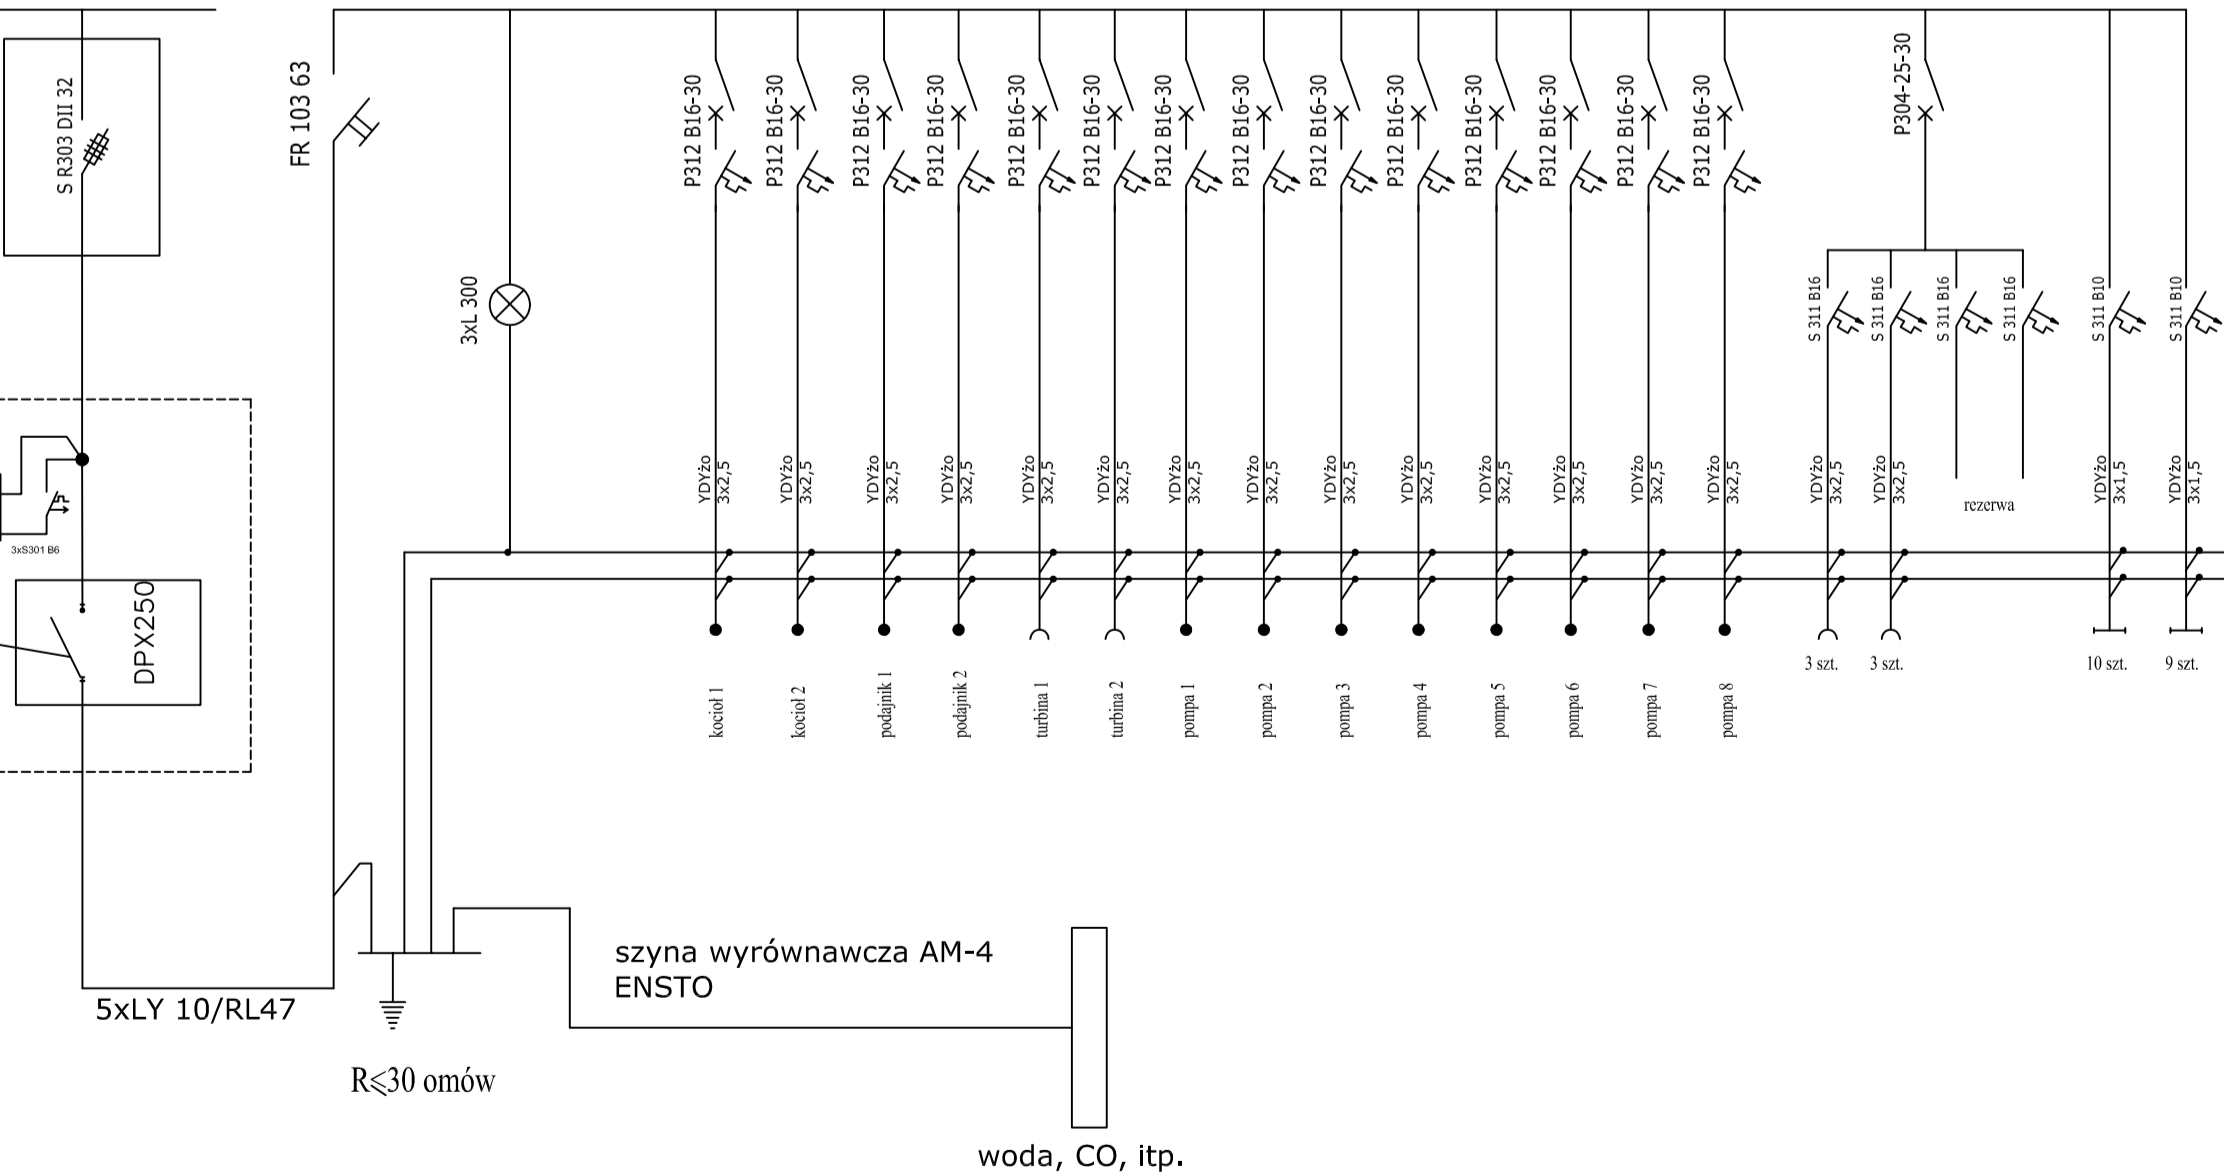 S R303 DII 32
FR 103 63
P312 B16-30
P312 B16-30
P312 B16-30
P312 B16-30
P312 B16-30
P312 B16-30
P312 B16-30
P312 B16-30
P312 B16-30
P312 B16-30
P312 B16-30
P312 B16-30
P312 B16-30
P312 B16-30
P304-25-30
3xL 300
S 311 B16
S 311 B16
S 311 B16
S 311 B16
S 311 B10
S 311 B10
YDYżo
3x2,5
YDYżo
3x2,5
YDYżo
3x2,5
YDYżo
3x2,5
YDYżo
3x2,5
YDYżo
3x2,5
YDYżo
3x2,5
YDYżo
3x2,5
YDYżo
3x2,5
YDYżo
3x2,5
YDYżo
3x2,5
YDYżo
3x2,5
YDYżo
3x2,5
YDYżo
3x2,5
YDYżo
3x2,5
YDYżo
3x2,5
rezerwa
YDYżo
3x1,5
YDYżo
3x1,5
3xS301 B6
DPX250
kocioł 1
kocioł 2
podajnik 1
podajnik 2
turbina 1
turbina 2
pompa 1
pompa 2
pompa 3
pompa 4
pompa 5
pompa 6
pompa 7
pompa 8
3 szt.
3 szt.
10 szt.
9 szt.
szyna wyrównawcza AM-4
ENSTO
5xLY 10/RL47
R⩽30 omów
woda, CO, itp.